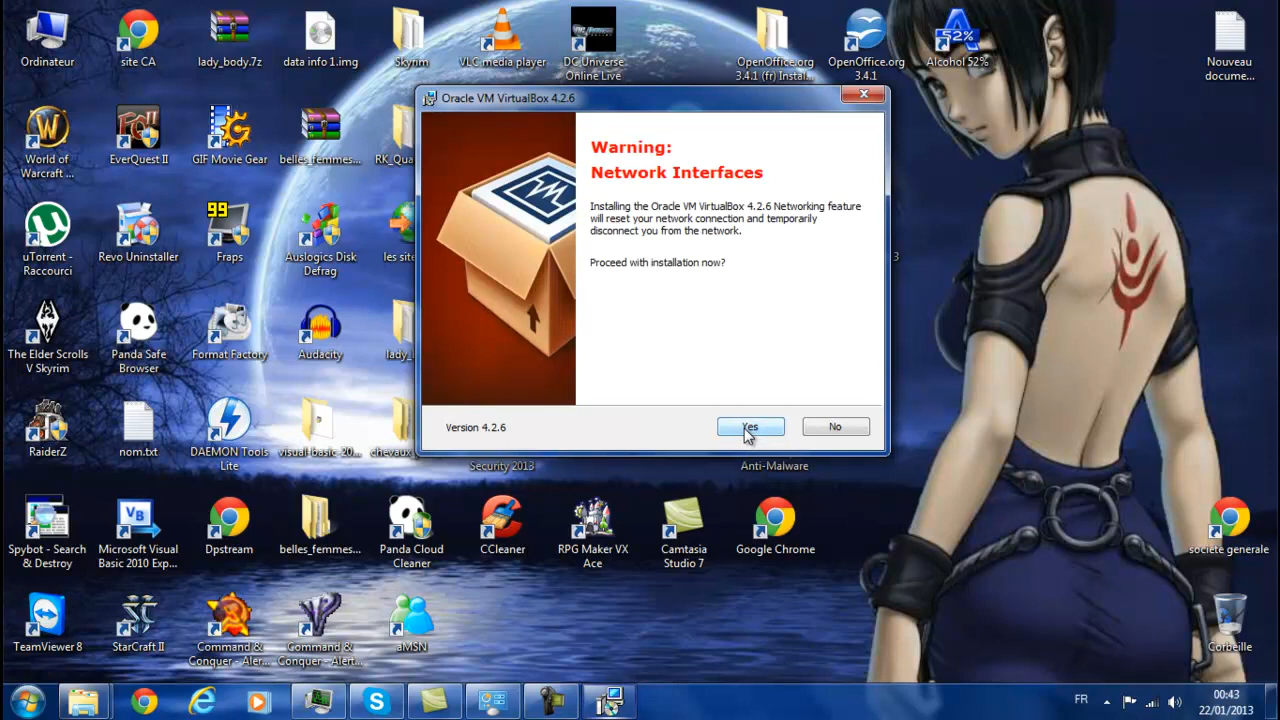 Ordinateur
site CA
lady_body.7z
data info 1.img
Skyrim
VLC media player
DC Universe
Online Live
OpenOffice.org
3.4.1 (fr) Instal...
OpenOffice.org
3.4.1
52%
Alcohol 52%
Nouveau
docume...
Oracle VM VirtualBox 4.2.6
Warning:
Network Interfaces
Installing the Oracle VM VirtualBox 4.2.6 Networking feature
will reset your network connection and temporarily
disconnect you from the network.
Proceed with installation now?
Version 4.2.6
Yes
No
World of
Warcraft ...
EverQuest II
GIF Movie Gear
belles_femmes...
RK_Qua
uTorrent -
Raccourci
Revo Uninstaller
99
Fraps
Auslogics Disk
Defrag
les site
3
The Elder Scrolls
V Skyrim
Panda Safe
Browser
Format Factory
Audacity
lady_
RaiderZ
nom.txt
DAEMON Tools
Lite
visual-basic-20...
chevaux
Security 2013
Anti-Malware
Spybot - Search
& Destroy
VB
Microsoft Visual
Basic 2010 Exp...
Dpstream
belles_femmes...
Panda Cloud
Cleaner
CCleaner
RPG Maker VX
Ace
Camtasia
Studio 7
Google Chrome
societe generale
TeamViewer 8
StarCraft II
Command &
Conquer - Aler...
Command &
Conquer - Alert...
aMSN
Corbeille
FR
00:43
22/01/2013